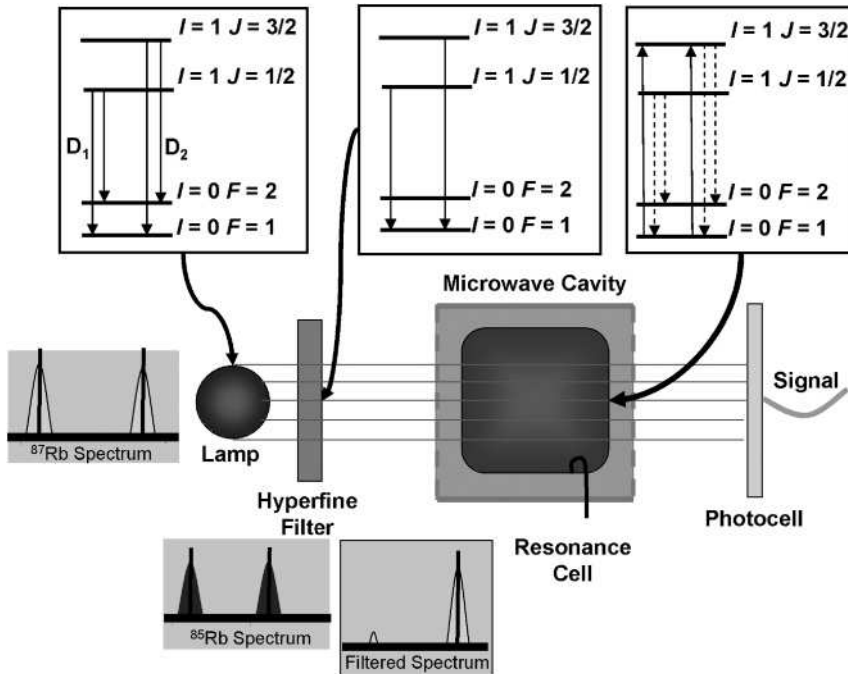 I = 1 J = 3/2
I = 1 J = 1/2
D₁
D₂
I = 0 F = 2
I = 0 F = 1
I = 1 J = 3/2
I = 1 J = 1/2
I = 0 F = 2
I = 0 F = 1
I = 1 J = 3/2
I = 1 J = 1/2
I = 0 F = 2
I = 0 F = 1
Microwave Cavity
Signal
⁸⁷Rb Spectrum
Lamp
Hyperfine
Filter
Resonance
Cell
Photocell
⁸⁵Rb Spectrum
Filtered Spectrum